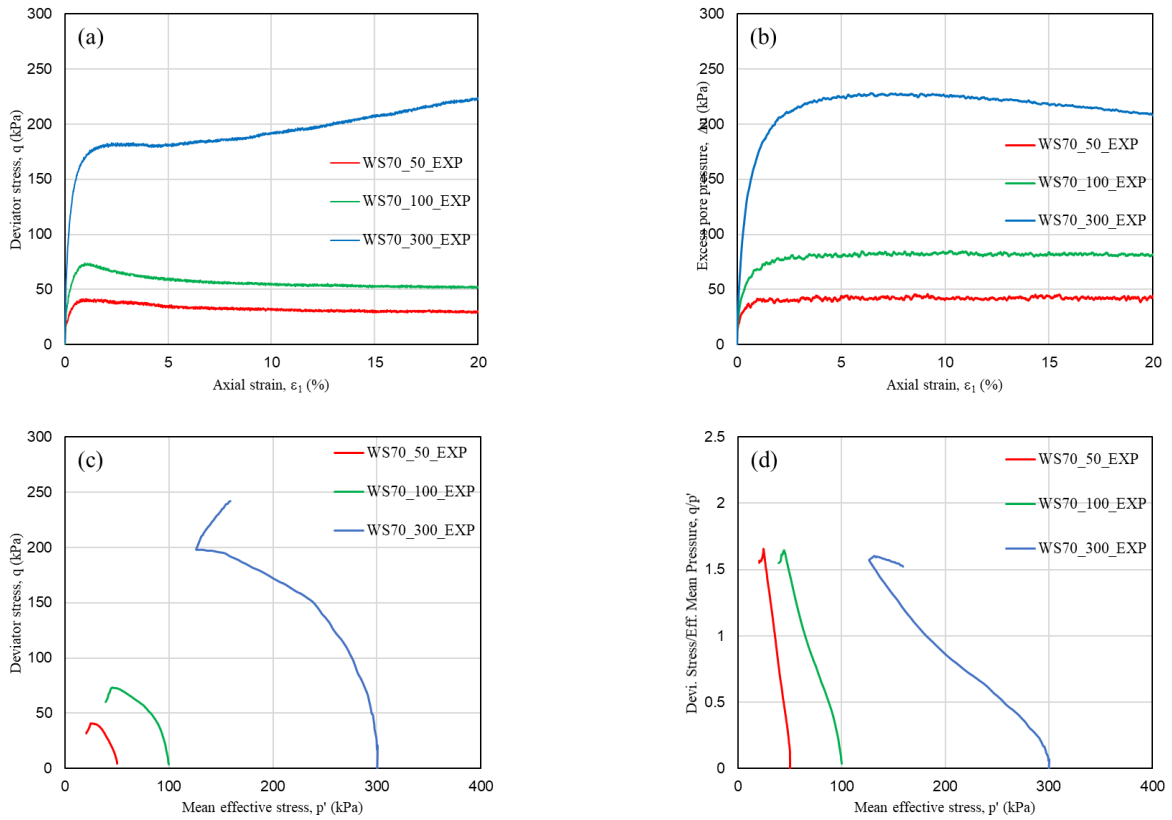 (a)
300
250
200
150
100
50
0
Deviator stress, q (kPa)
WS70_50_EXP
WS70_100_EXP
WS70_300_EXP
0 5 10 15 20
Axial strain, ε1 (%)
(b)
300
250
200
150
100
50
0
Excess pore pressure, Δu (kPa)
WS70_50_EXP
WS70_100_EXP
WS70_300_EXP
0 5 10 15 20
Axial strain, ε1 (%)
(c)
300
250
200
150
100
50
0
Deviator stress, q (kPa)
WS70_50_EXP
WS70_100_EXP
WS70_300_EXP
0 100 200 300 400
Mean effective stress, p' (kPa)
(d)
2.5
2
1.5
1
0.5
0
Devi. Stress/Eff. Mean Pressure, q/p'
WS70_50_EXP
WS70_100_EXP
WS70_300_EXP
0 100 200 300 400
Mean effective stress, p' (kPa)